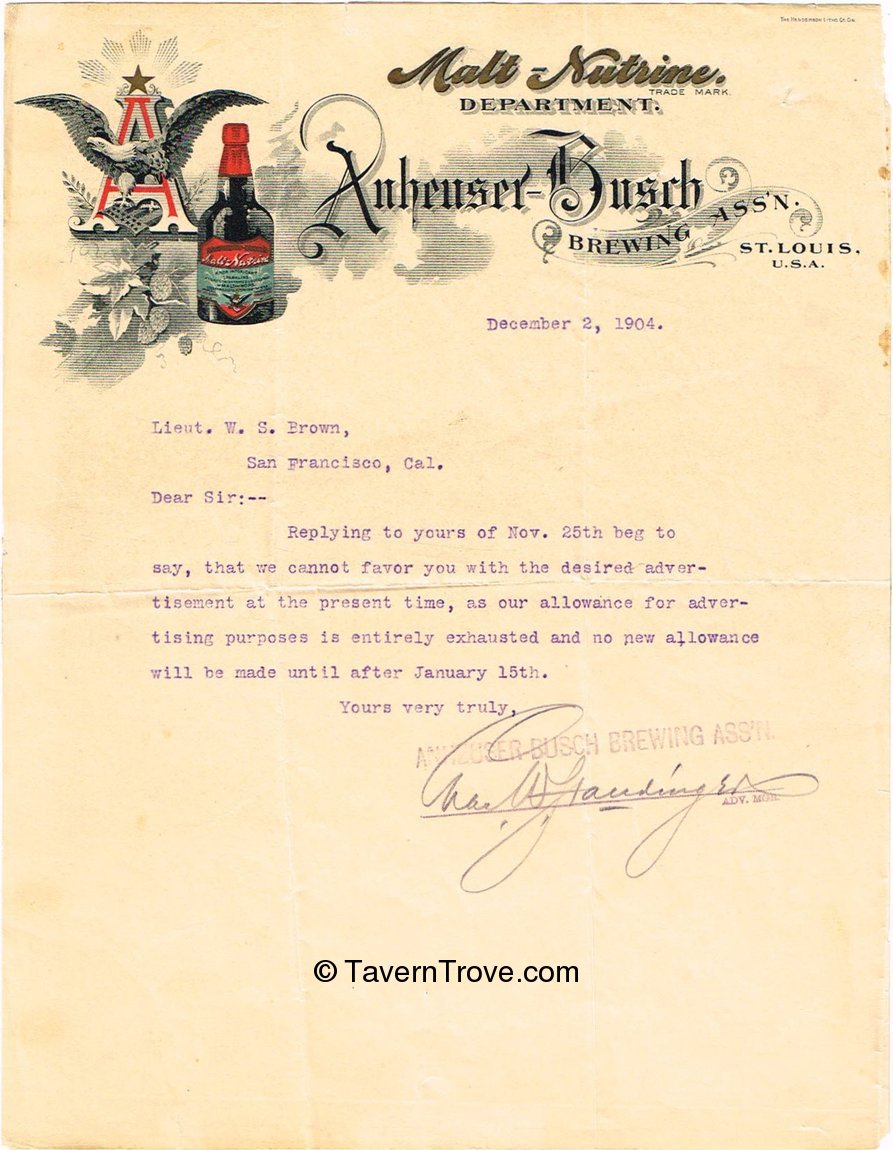 The Henderson Litho. Co. Cin.
Malt-Nutrine.
TRADE MARK.
DEPARTMENT.
Anheuser-Busch
BREWING ASS'N.
ST. LOUIS,
U.S.A.
Malt-Nutrine
December 2, 1904.
Lieut. W. S. Brown,
San Francisco, Cal.
Dear Sir:--
Replying to yours of Nov. 25th beg to
say, that we cannot favor you with the desired adver-
tisement at the present time, as our allowance for adver-
tising purposes is entirely exhausted and no new allowance
will be made until after January 15th.
Yours very truly,
ANHEUSER-BUSCH BREWING ASS'N.
ADV. MGR.
© TavernTrove.com